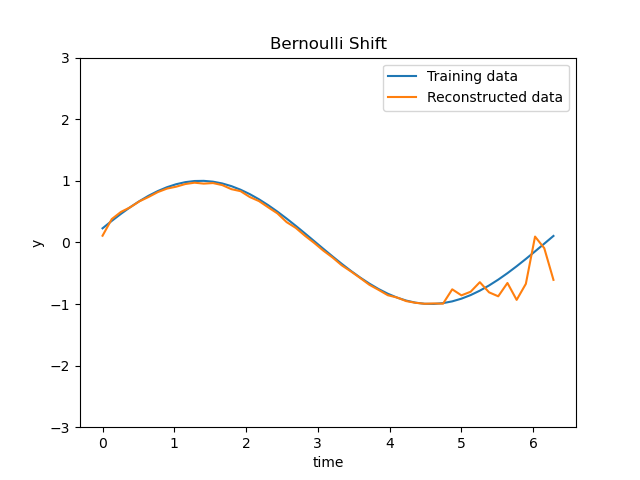 Bernoulli Shift
Training data
Reconstructed data
3
2
1
0
−1
−2
−3
y
0 1 2 3 4 5 6
time